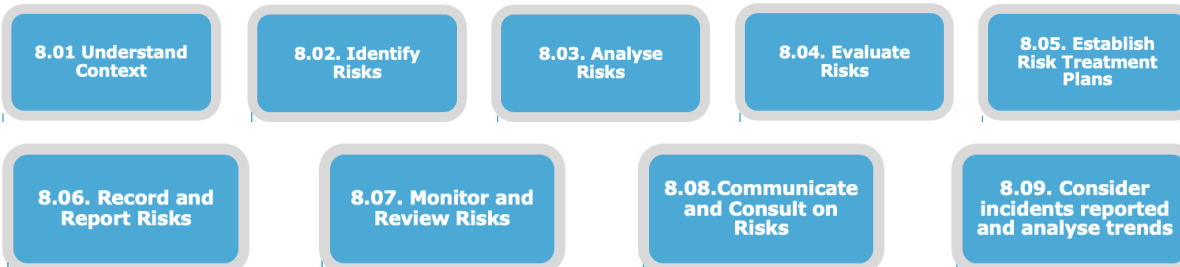 8.01 Understand
Context
8.02. Identify
Risks
8.03. Analyse
Risks
8.04. Evaluate
Risks
8.05. Establish
Risk Treatment
Plans
8.06. Record and
Report Risks
8.07. Monitor and
Review Risks
8.08.Communicate
and Consult on
Risks
8.09. Consider
incidents reported
and analyse trends